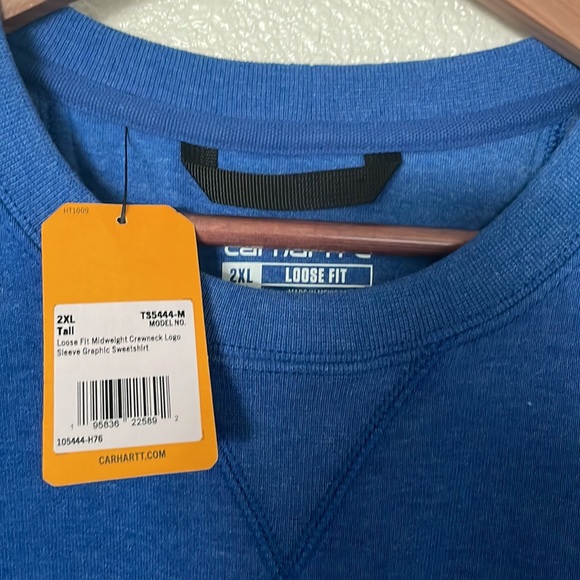 HT1009
carhartt
2XL LOOSE FIT
2XL TS5444-M
Tall MODEL NO.
Loose Fit Midweight Crewneck Logo
Sleeve Graphic Sweatshirt
1 95836 22589 2
105444-H76
CARHARTT.COM